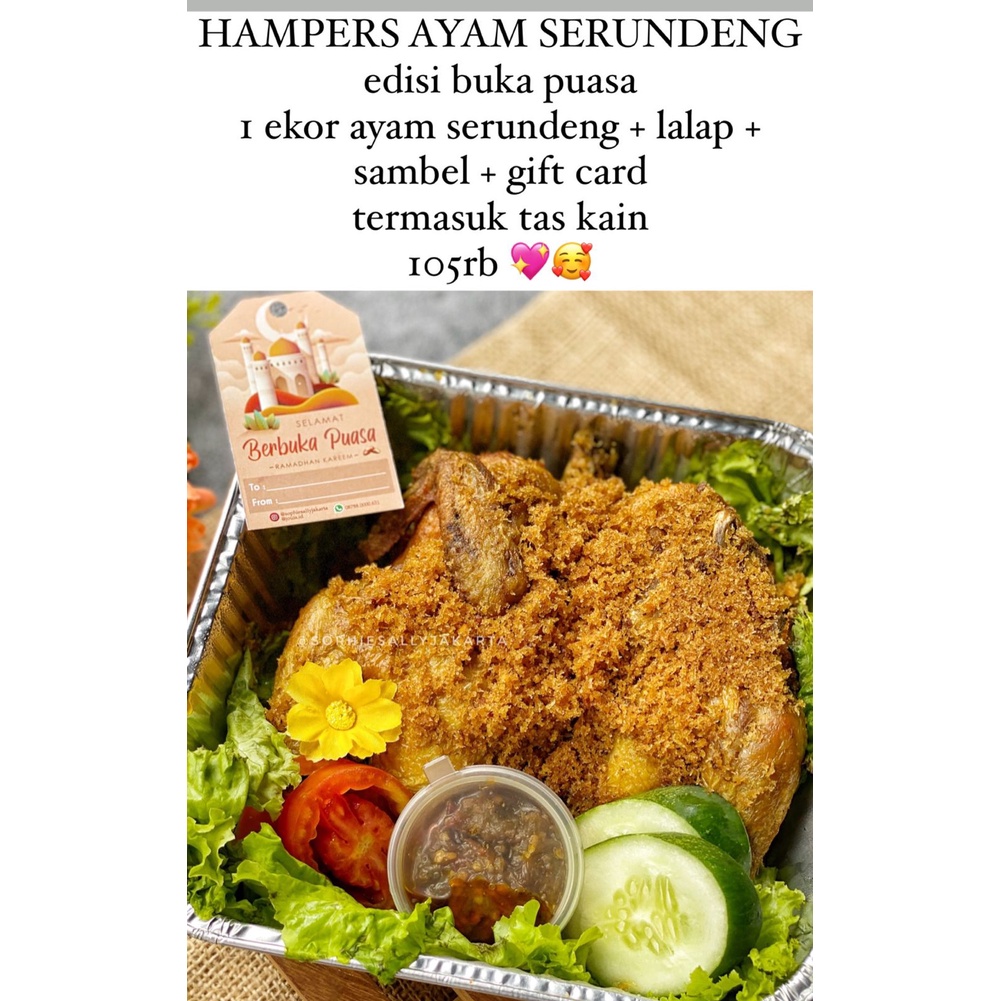 HAMPERS AYAM SERUNDENG
edisi buka puasa
1 ekor ayam serundeng + lalap +
sambel + gift card
termasuk tas kain
105rb 💖🥰
SELAMAT
Berbuka Puasa
~RAMADHAN KAREEM~
To :
From :
@SOPHIESALLYJAKARTA